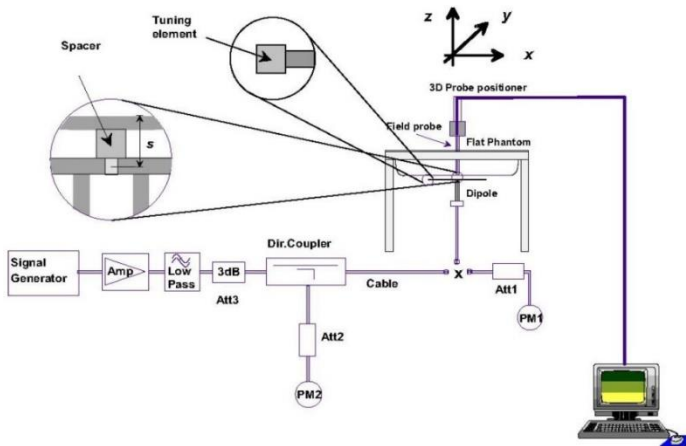 Tuning
element
Spacer
s
z
y
x
3D Probe positioner
Field probe
Flat Phantom
Dipole
Signal
Generator
Amp
Low
Pass
3dB
Att3
Dir.Coupler
Cable
x
Att1
PM1
Att2
PM2